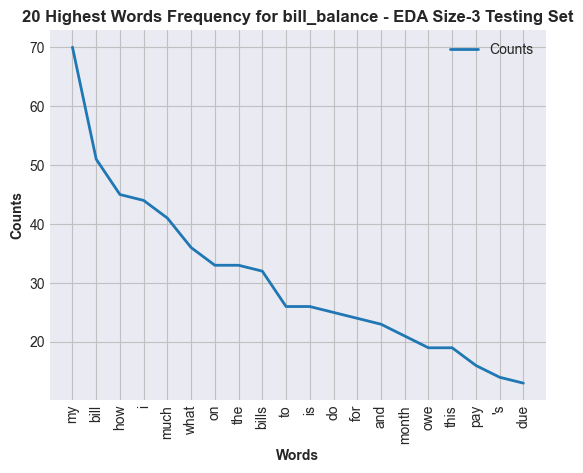 20 Highest Words Frequency for bill_balance - EDA Size-3 Testing Set
Counts
70
60
50
40
30
20
Counts
my
bill
how
i
much
what
on
the
bills
to
is
do
for
and
month
owe
this
pay
's
due
Words